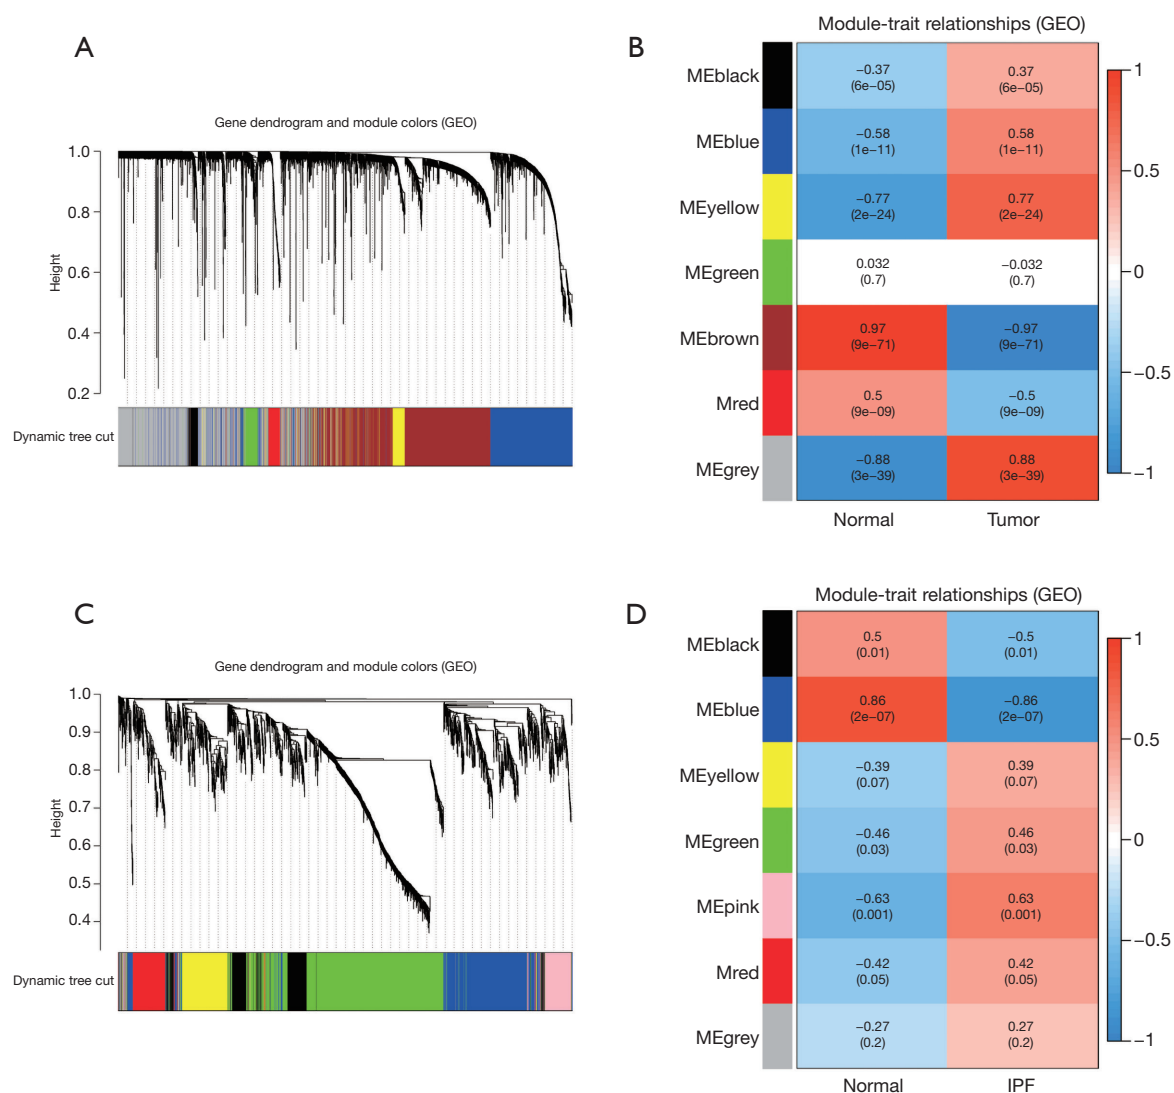 A
Gene dendrogram and module colors (GEO)
Height
1.0
0.8
0.6
0.4
0.2
Dynamic tree cut
B
Module-trait relationships (GEO)
MEblack
−0.37
(6e−05)
0.37
(6e−05)
MEblue
−0.58
(1e−11)
0.58
(1e−11)
MEyellow
−0.77
(2e−24)
0.77
(2e−24)
MEgreen
0.032
(0.7)
−0.032
(0.7)
MEbrown
0.97
(9e−71)
−0.97
(9e−71)
Mred
0.5
(9e−09)
−0.5
(9e−09)
MEgrey
−0.88
(3e−39)
0.88
(3e−39)
Normal
Tumor
1
0.5
0
−0.5
−1
C
Gene dendrogram and module colors (GEO)
Height
1.0
0.9
0.8
0.7
0.6
0.5
0.4
Dynamic tree cut
D
Module-trait relationships (GEO)
MEblack
0.5
(0.01)
−0.5
(0.01)
MEblue
0.86
(2e−07)
−0.86
(2e−07)
MEyellow
−0.39
(0.07)
0.39
(0.07)
MEgreen
−0.46
(0.03)
0.46
(0.03)
MEpink
−0.63
(0.001)
0.63
(0.001)
Mred
−0.42
(0.05)
0.42
(0.05)
MEgrey
−0.27
(0.2)
0.27
(0.2)
Normal
IPF
1
0.5
0
−0.5
−1